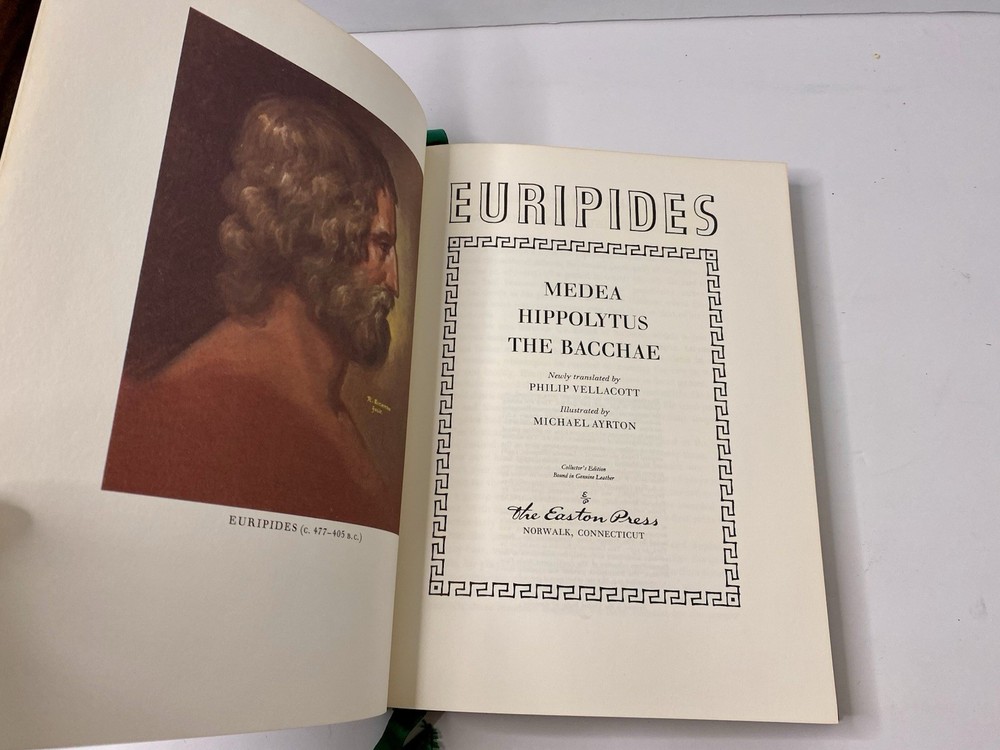 EURIPIDES (c. 477–405 B.C.)
EURIPIDES
MEDEA
HIPPOLYTUS
THE BACCHAE
Newly translated by
PHILIP VELLACOTT
Illustrated by
MICHAEL AYRTON
Collector's Edition
Bound in Genuine Leather
The Easton Press
NORWALK, CONNECTICUT